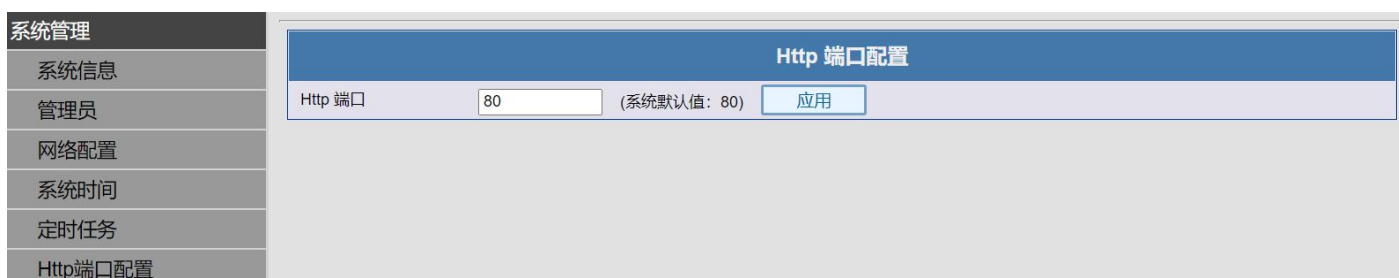 系统管理
系统信息
管理员
网络配置
系统时间
定时任务
Http端口配置
Http 端口配置
Http 端口 80 (系统默认值：80) 应用